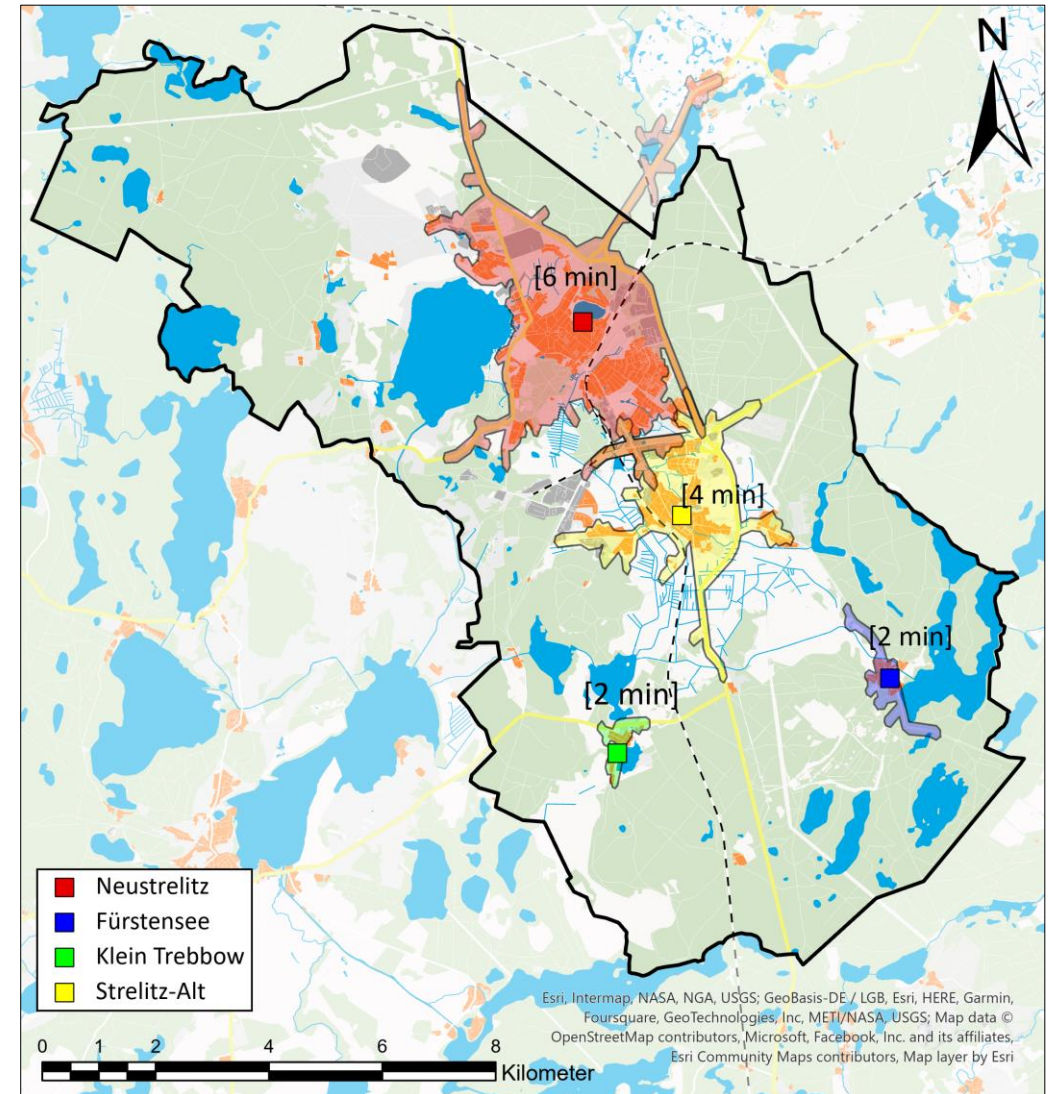 N
[6 min]
[4 min]
[2 min]
[2 min]
Neustrelitz
Fürstensee
Klein Trebbow
Strelitz-Alt
Esri, Intermap, NASA, NGA, USGS; GeoBasis-DE / LGB, Esri, HERE, Garmin,
Foursquare, GeoTechnologies, Inc, METI/NASA, USGS; Map data ©
OpenStreetMap contributors, Microsoft, Facebook, Inc. and its affiliates,
Esri Community Maps contributors, Map layer by Esri
0 1 2 4 6 8
Kilometer